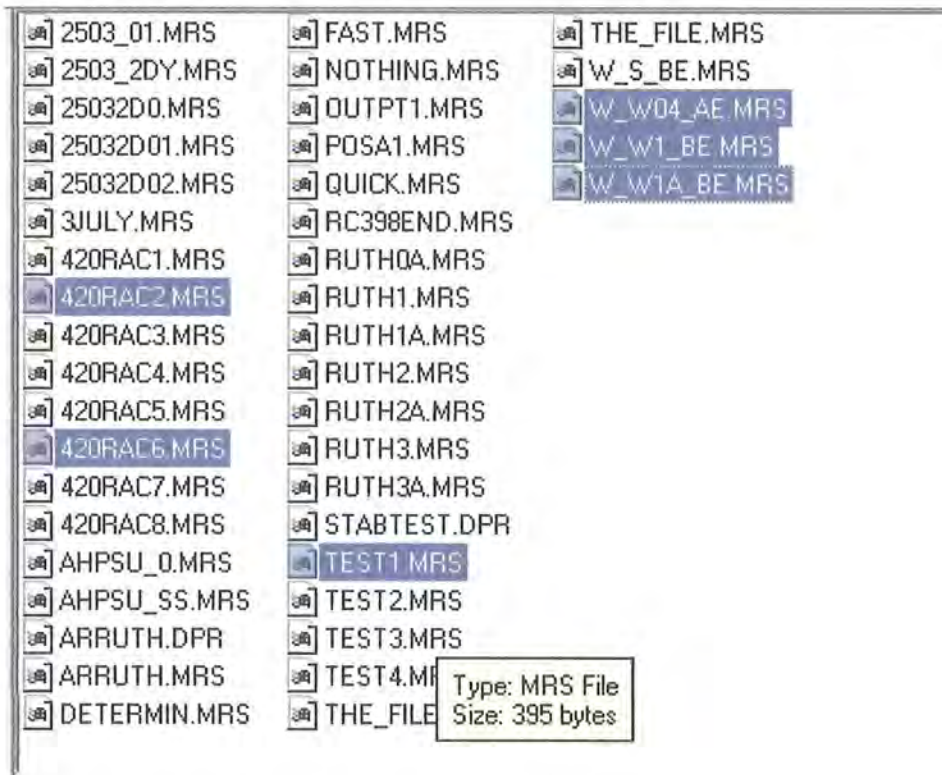 2503_01.MRS
2503_2DY.MRS
25032D0.MRS
25032D01.MRS
25032D02.MRS
3JULY.MRS
420RAC1.MRS
420RAC2.MRS
420RAC3.MRS
420RAC4.MRS
420RAC5.MRS
420RAC6.MRS
420RAC7.MRS
420RAC8.MRS
AHPSU_0.MRS
AHPSU_SS.MRS
ARRUTH.DPR
ARRUTH.MRS
DETERMIN.MRS
FAST.MRS
NOTHING.MRS
OUTPT1.MRS
POSA1.MRS
QUICK.MRS
RC398END.MRS
RUTH0A.MRS
RUTH1.MRS
RUTH1A.MRS
RUTH2.MRS
RUTH2A.MRS
RUTH3.MRS
RUTH3A.MRS
STABTEST.DPR
TEST1.MRS
TEST2.MRS
TEST3.MRS
TEST4.M
THE_FILE
THE_FILE.MRS
W_S_BE.MRS
W_W04_AE.MRS
W_W1_BE.MRS
W_W1A_BE.MRS
Type: MRS File
Size: 395 bytes